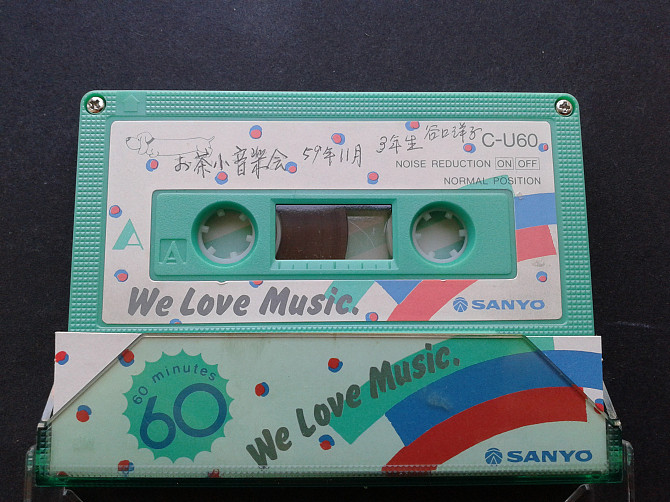 お茶小音楽会 59年11月 3年生 谷口洋子
C-U60
NOISE REDUCTION ON OFF
NORMAL POSITION
A
A
We Love Music.
SANYO
60 minutes
60
We Love Music.
SANYO